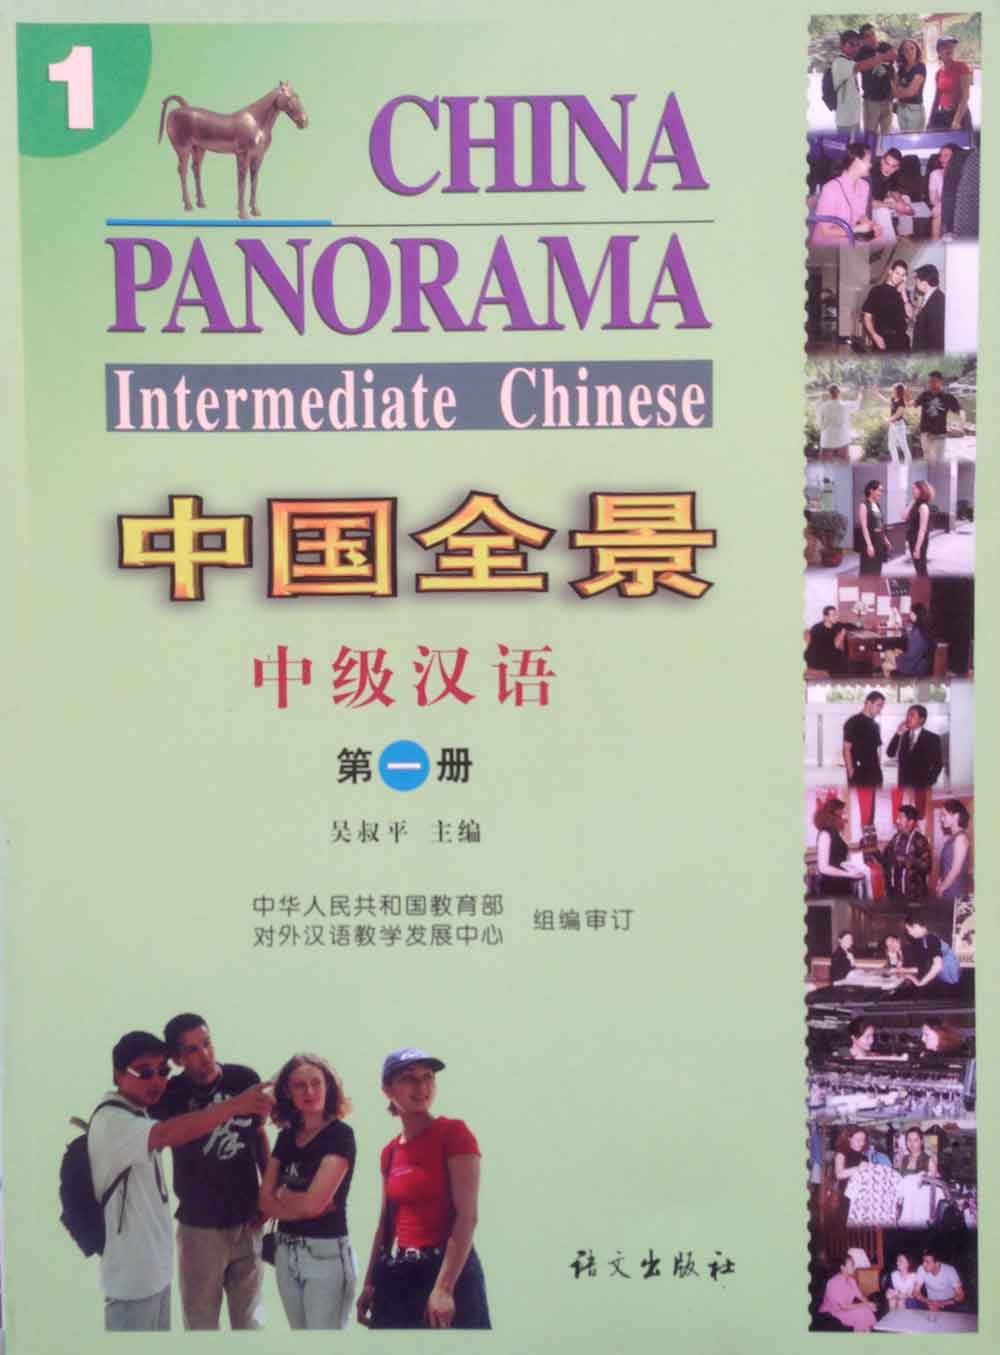 1
CHINA
PANORAMA
Intermediate Chinese
中国全景
中级汉语
第一册
吴叔平 主编
中华人民共和国教育部
对外汉语教学发展中心 组编审订
语文出版社